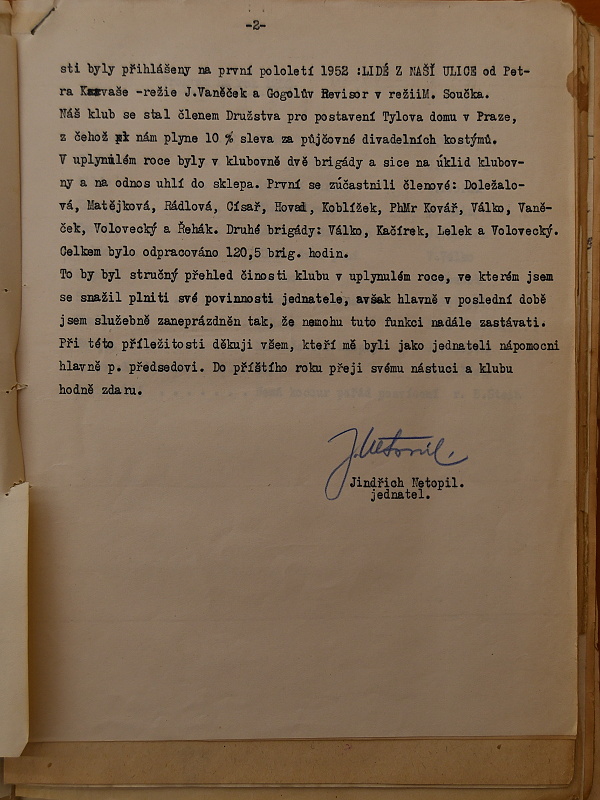 -2-
sti byly přihlášeny na první pololetí 1952 :LIDÉ Z NAŠÍ ULICE od Pet-
ra Karvaše -režie J.Vaněček a Gogolův Revisor v režiiM. Součka.
Náš klub se stal členem Družstva pro postavení Tylova domu v Praze,
z čehož nám plyne 10 % sleva za půjčovné divadelních kostýmů.
V uplynulém roce byly v klubovně dvě brigády a sice na úklid klubov-
ny a na odnos uhlí do sklepa. První se zúčastnili členové: Doležalo-
vá, Matějková, Rádlová, Císař, Hovad, Koblížek, PhMr Kovář, Válko, Vaně-
ček, Volovecký a Řehák. Druhé brigády: Válko, Kačírek, Lelek a Volovecký.
Celkem bylo odpracováno 120,5 brig. hodin.
To by byl stručný přehled činosti klubu v uplynulém roce, ve kterém jsem
se snažil plniti své povinnosti jednatele, avšak hlavně v poslední době
jsem služebně zaneprázdněn tak, že nemohu tuto funkci nadále zastávati.
Při této příležitosti děkuji všem, kteří mě byli jako jednateli nápomocni
hlavně p. předsedovi. Do příštího roku přeji svému nástuci a klubu
hodně zdaru.
J. Netopil.
Jindřich Netopil.
jednatel.